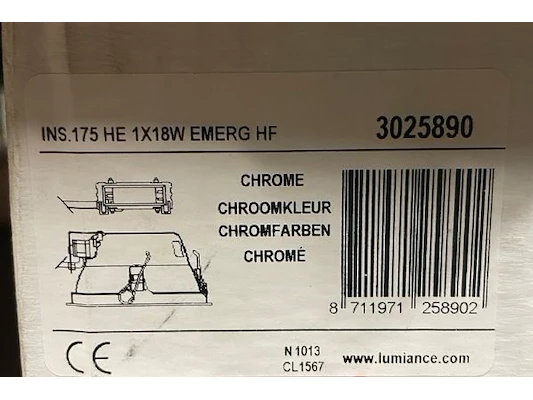 INS.175 HE 1X18W EMERG HF 3025890
CHROME
CHROOMKLEUR
CHROMFARBEN
CHROMÉ
8 711971 258902
CE N 1013 www.lumiance.com
CL1567